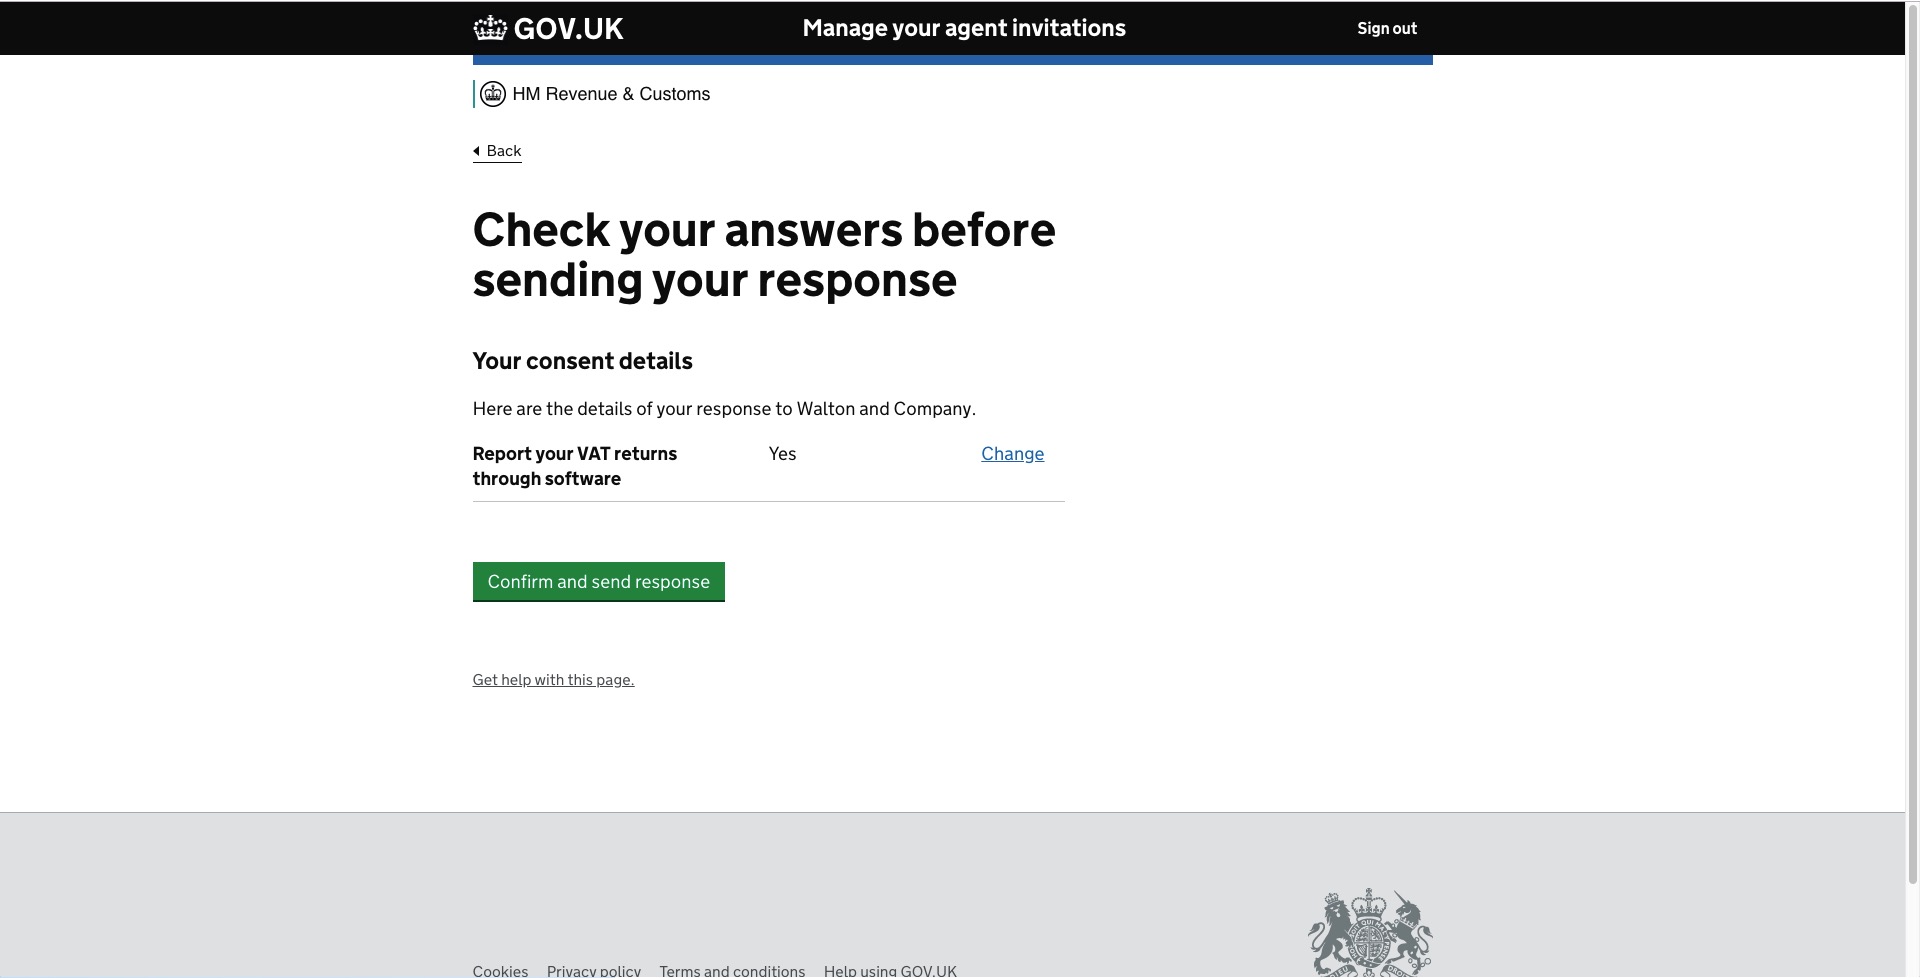 GOV.UK
Manage your agent invitations
Sign out
HM Revenue & Customs
Back
Check your answers before
sending your response
Your consent details
Here are the details of your response to Walton and Company.
Report your VAT returns
through software
Yes
Change
Confirm and send response
Get help with this page.
Cookies
Privacy policy
Terms and conditions
Help using GOV.UK